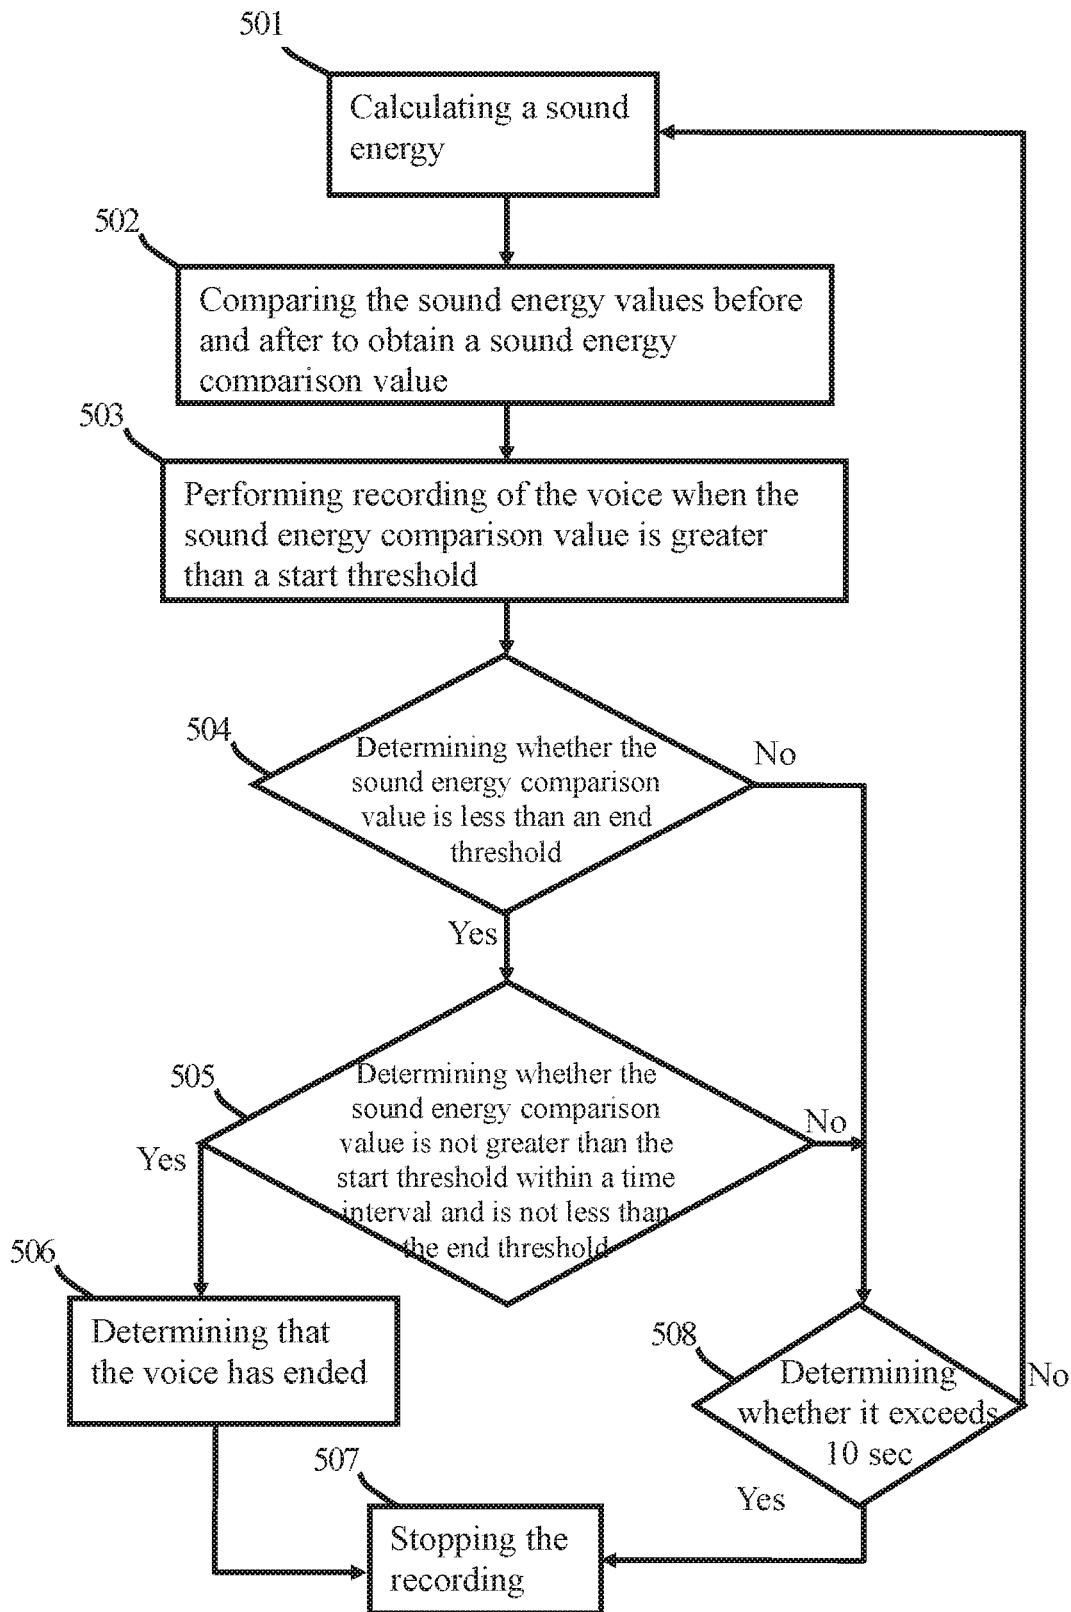 501
Calculating a sound
energy
502
Comparing the sound energy values before
and after to obtain a sound energy
comparison value
503
Performing recording of the voice when the
sound energy comparison value is greater
than a start threshold
504
Determining whether the
sound energy comparison
value is less than an end
threshold
No
Yes
505
Determining whether the
sound energy comparison
value is not greater than the
start threshold within a time
interval and is not less than
the end threshold
No
Yes
506
Determining that
the voice has ended
508
Determining
whether it exceeds
10 sec
No
Yes
507
Stopping the
recording